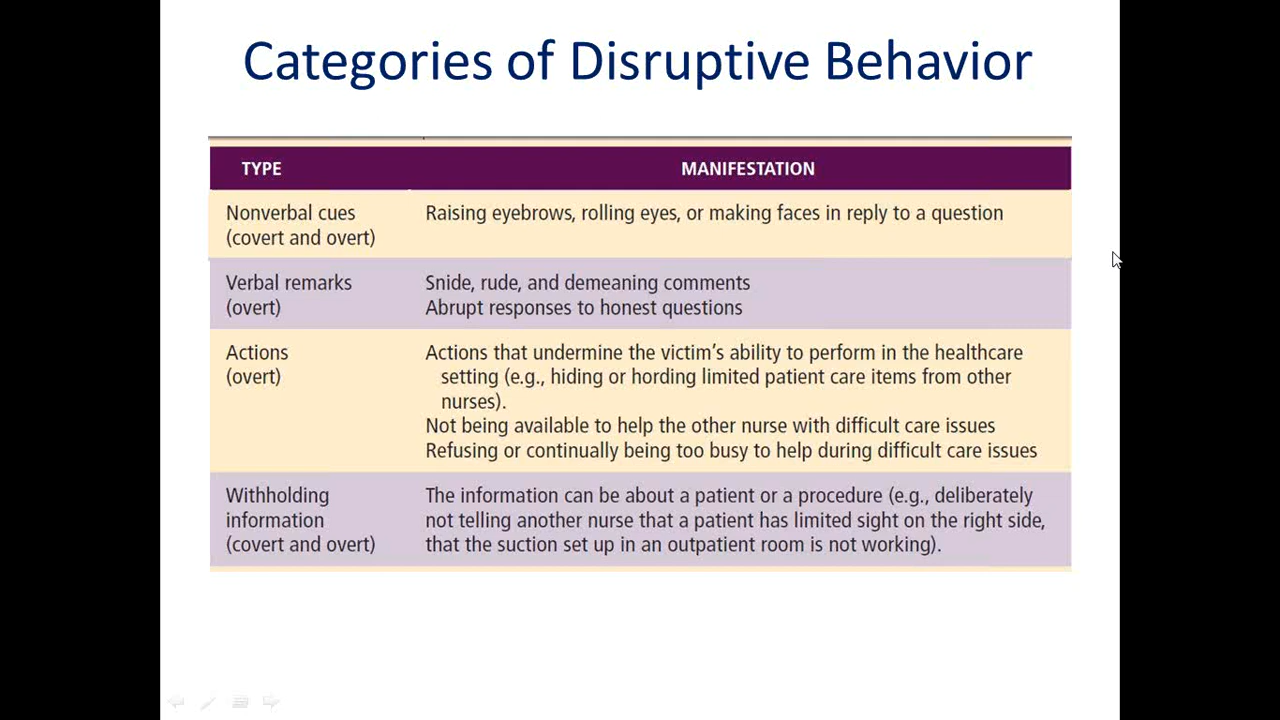 Categories of Disruptive Behavior
TYPE MANIFESTATION
Nonverbal cues Raising eyebrows, rolling eyes, or making faces in reply to a question
(covert and overt)
Verbal remarks Snide, rude, and demeaning comments
(overt) Abrupt responses to honest questions
Actions Actions that undermine the victim's ability to perform in the healthcare
(overt) setting (e.g., hiding or hording limited patient care items from other
nurses).
Not being available to help the other nurse with difficult care issues
Refusing or continually being too busy to help during difficult care issues
Withholding The information can be about a patient or a procedure (e.g., deliberately
information not telling another nurse that a patient has limited sight on the right side,
(covert and overt) that the suction set up in an outpatient room is not working).